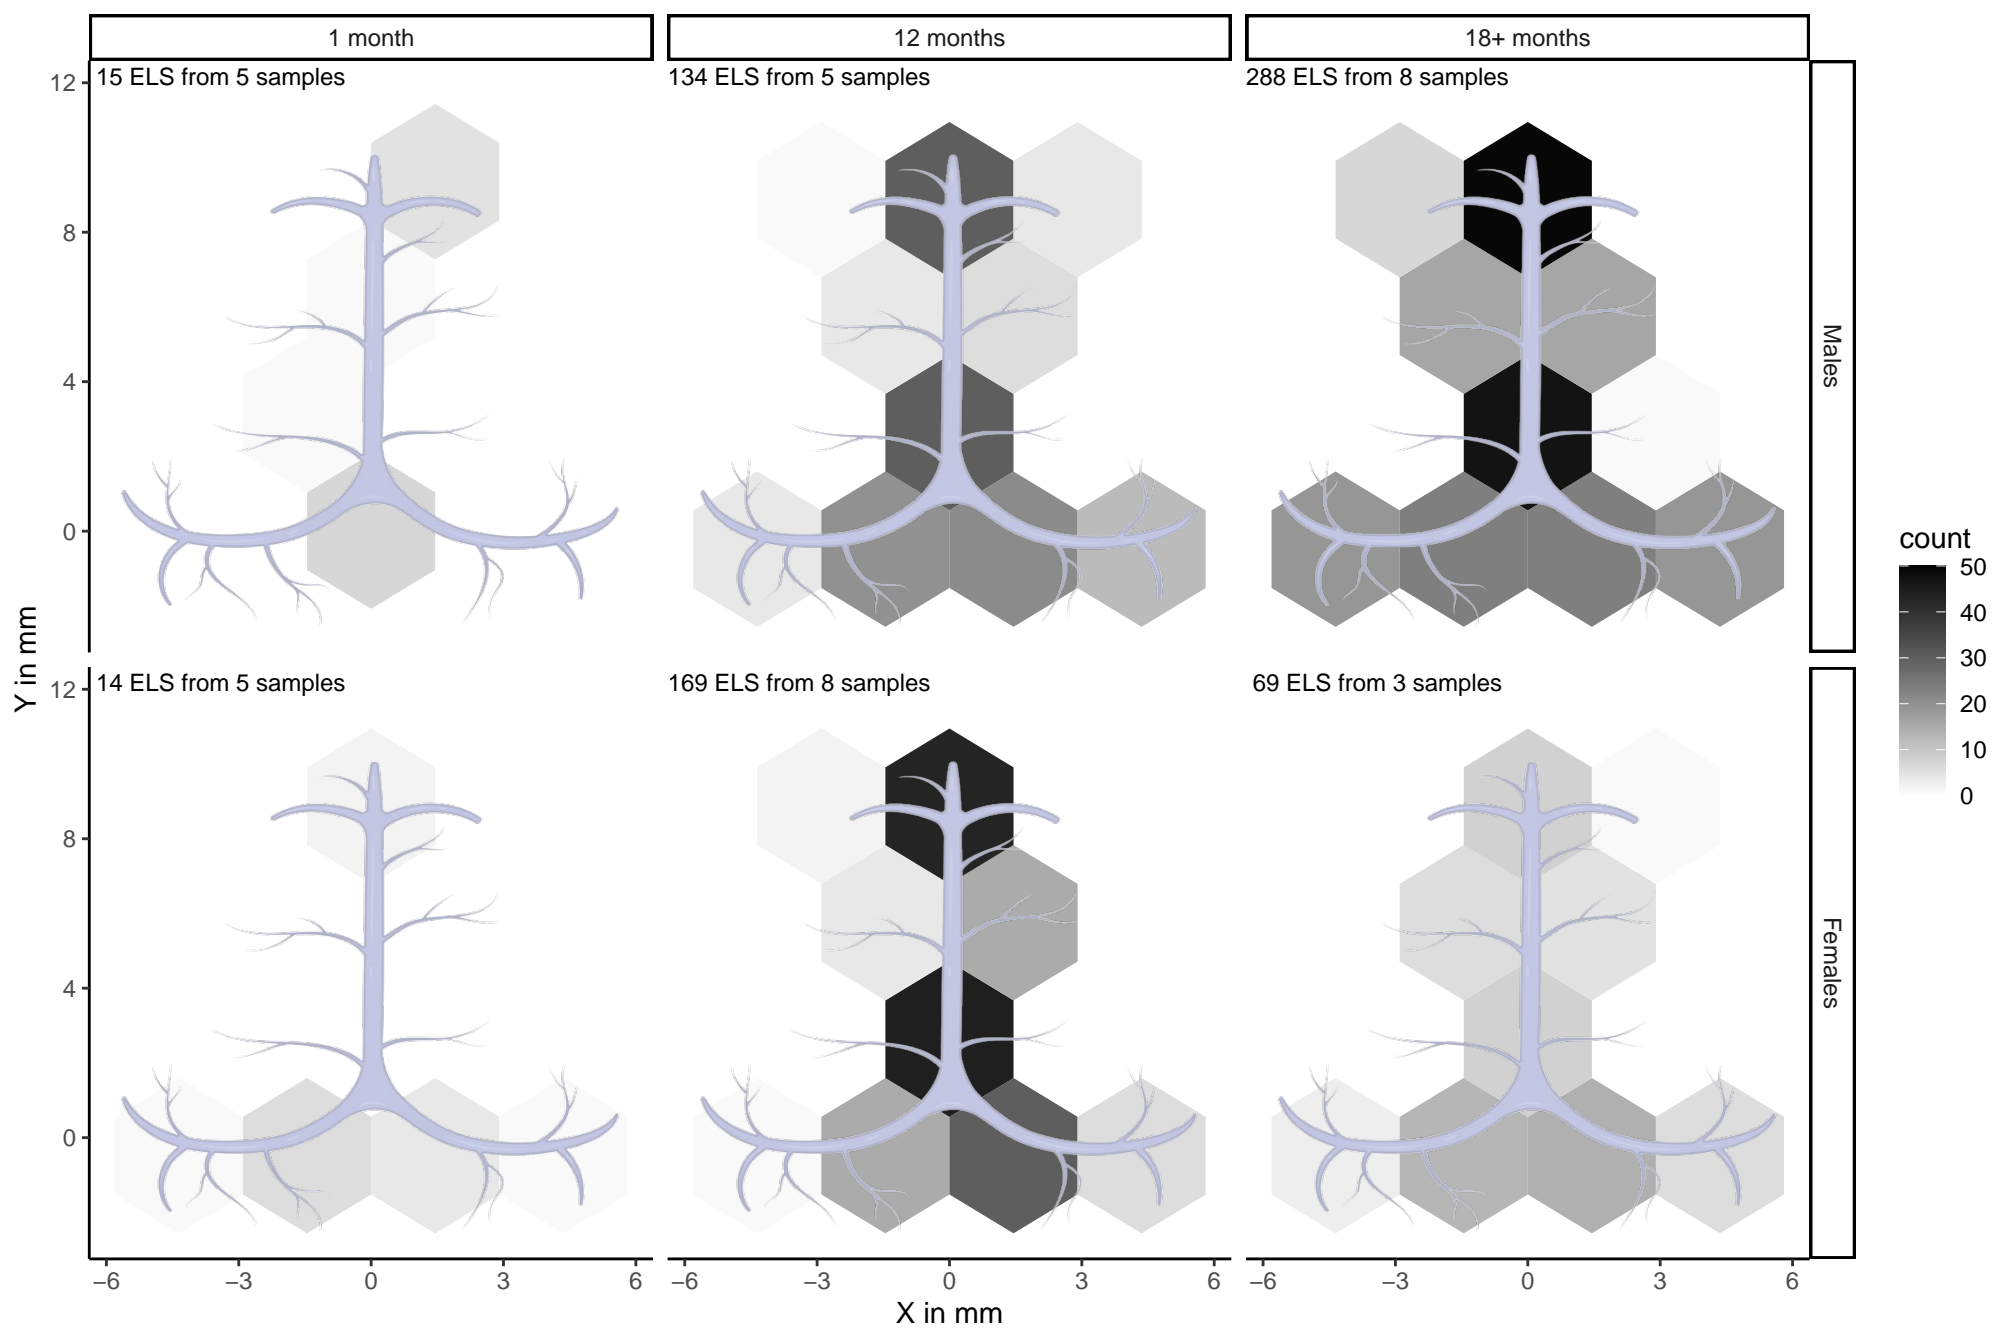 1 month
12 months
18+ months
15 ELS from 5 samples
134 ELS from 5 samples
288 ELS from 8 samples
12
8
4
0
Males
14 ELS from 5 samples
169 ELS from 8 samples
69 ELS from 3 samples
12
8
4
0
Females
Y in mm
−6
−3
0
3
6
−6
−3
0
3
6
−6
−3
0
3
6
X in mm
count
50
40
30
20
10
0